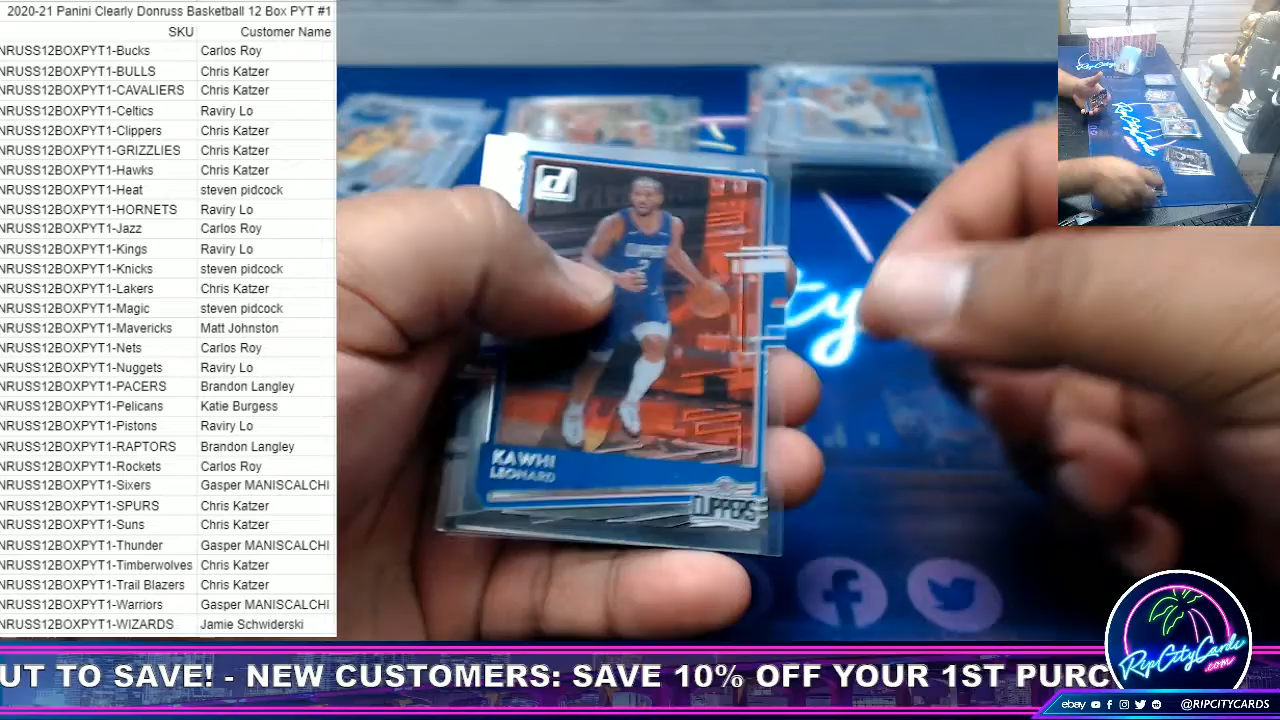 2020-21 Panini Clearly Donruss Basketball 12 Box PYT #1
SKU Customer Name
NRUSS12BOXPYT1-Bucks Carlos Roy
NRUSS12BOXPYT1-BULLS Chris Katzer
NRUSS12BOXPYT1-CAVALIERS Chris Katzer
NRUSS12BOXPYT1-Celtics Raviry Lo
NRUSS12BOXPYT1-Clippers Chris Katzer
NRUSS12BOXPYT1-GRIZZLIES Chris Katzer
NRUSS12BOXPYT1-Hawks Chris Katzer
NRUSS12BOXPYT1-Heat steven pidcock
NRUSS12BOXPYT1-HORNETS Raviry Lo
NRUSS12BOXPYT1-Jazz Carlos Roy
NRUSS12BOXPYT1-Kings Raviry Lo
NRUSS12BOXPYT1-Knicks steven pidcock
NRUSS12BOXPYT1-Lakers Chris Katzer
NRUSS12BOXPYT1-Magic steven pidcock
NRUSS12BOXPYT1-Mavericks Matt Johnston
NRUSS12BOXPYT1-Nets Carlos Roy
NRUSS12BOXPYT1-Nuggets Raviry Lo
NRUSS12BOXPYT1-PACERS Brandon Langley
NRUSS12BOXPYT1-Pelicans Katie Burgess
NRUSS12BOXPYT1-Pistons Raviry Lo
NRUSS12BOXPYT1-RAPTORS Brandon Langley
NRUSS12BOXPYT1-Rockets Carlos Roy
NRUSS12BOXPYT1-Sixers Gasper MANISCALCHI
NRUSS12BOXPYT1-SPURS Chris Katzer
NRUSS12BOXPYT1-Suns Chris Katzer
NRUSS12BOXPYT1-Thunder Gasper MANISCALCHI
NRUSS12BOXPYT1-Timberwolves Chris Katzer
NRUSS12BOXPYT1-Trail Blazers Chris Katzer
NRUSS12BOXPYT1-Warriors Gasper MANISCALCHI
NRUSS12BOXPYT1-WIZARDS Jamie Schwiderski
KAWHI
LEONARD
CLIPPERS
City
RipCityCards
.com
UT TO SAVE! - NEW CUSTOMERS: SAVE 10% OFF YOUR 1ST PURC
ebay @RIPCITYCARDS